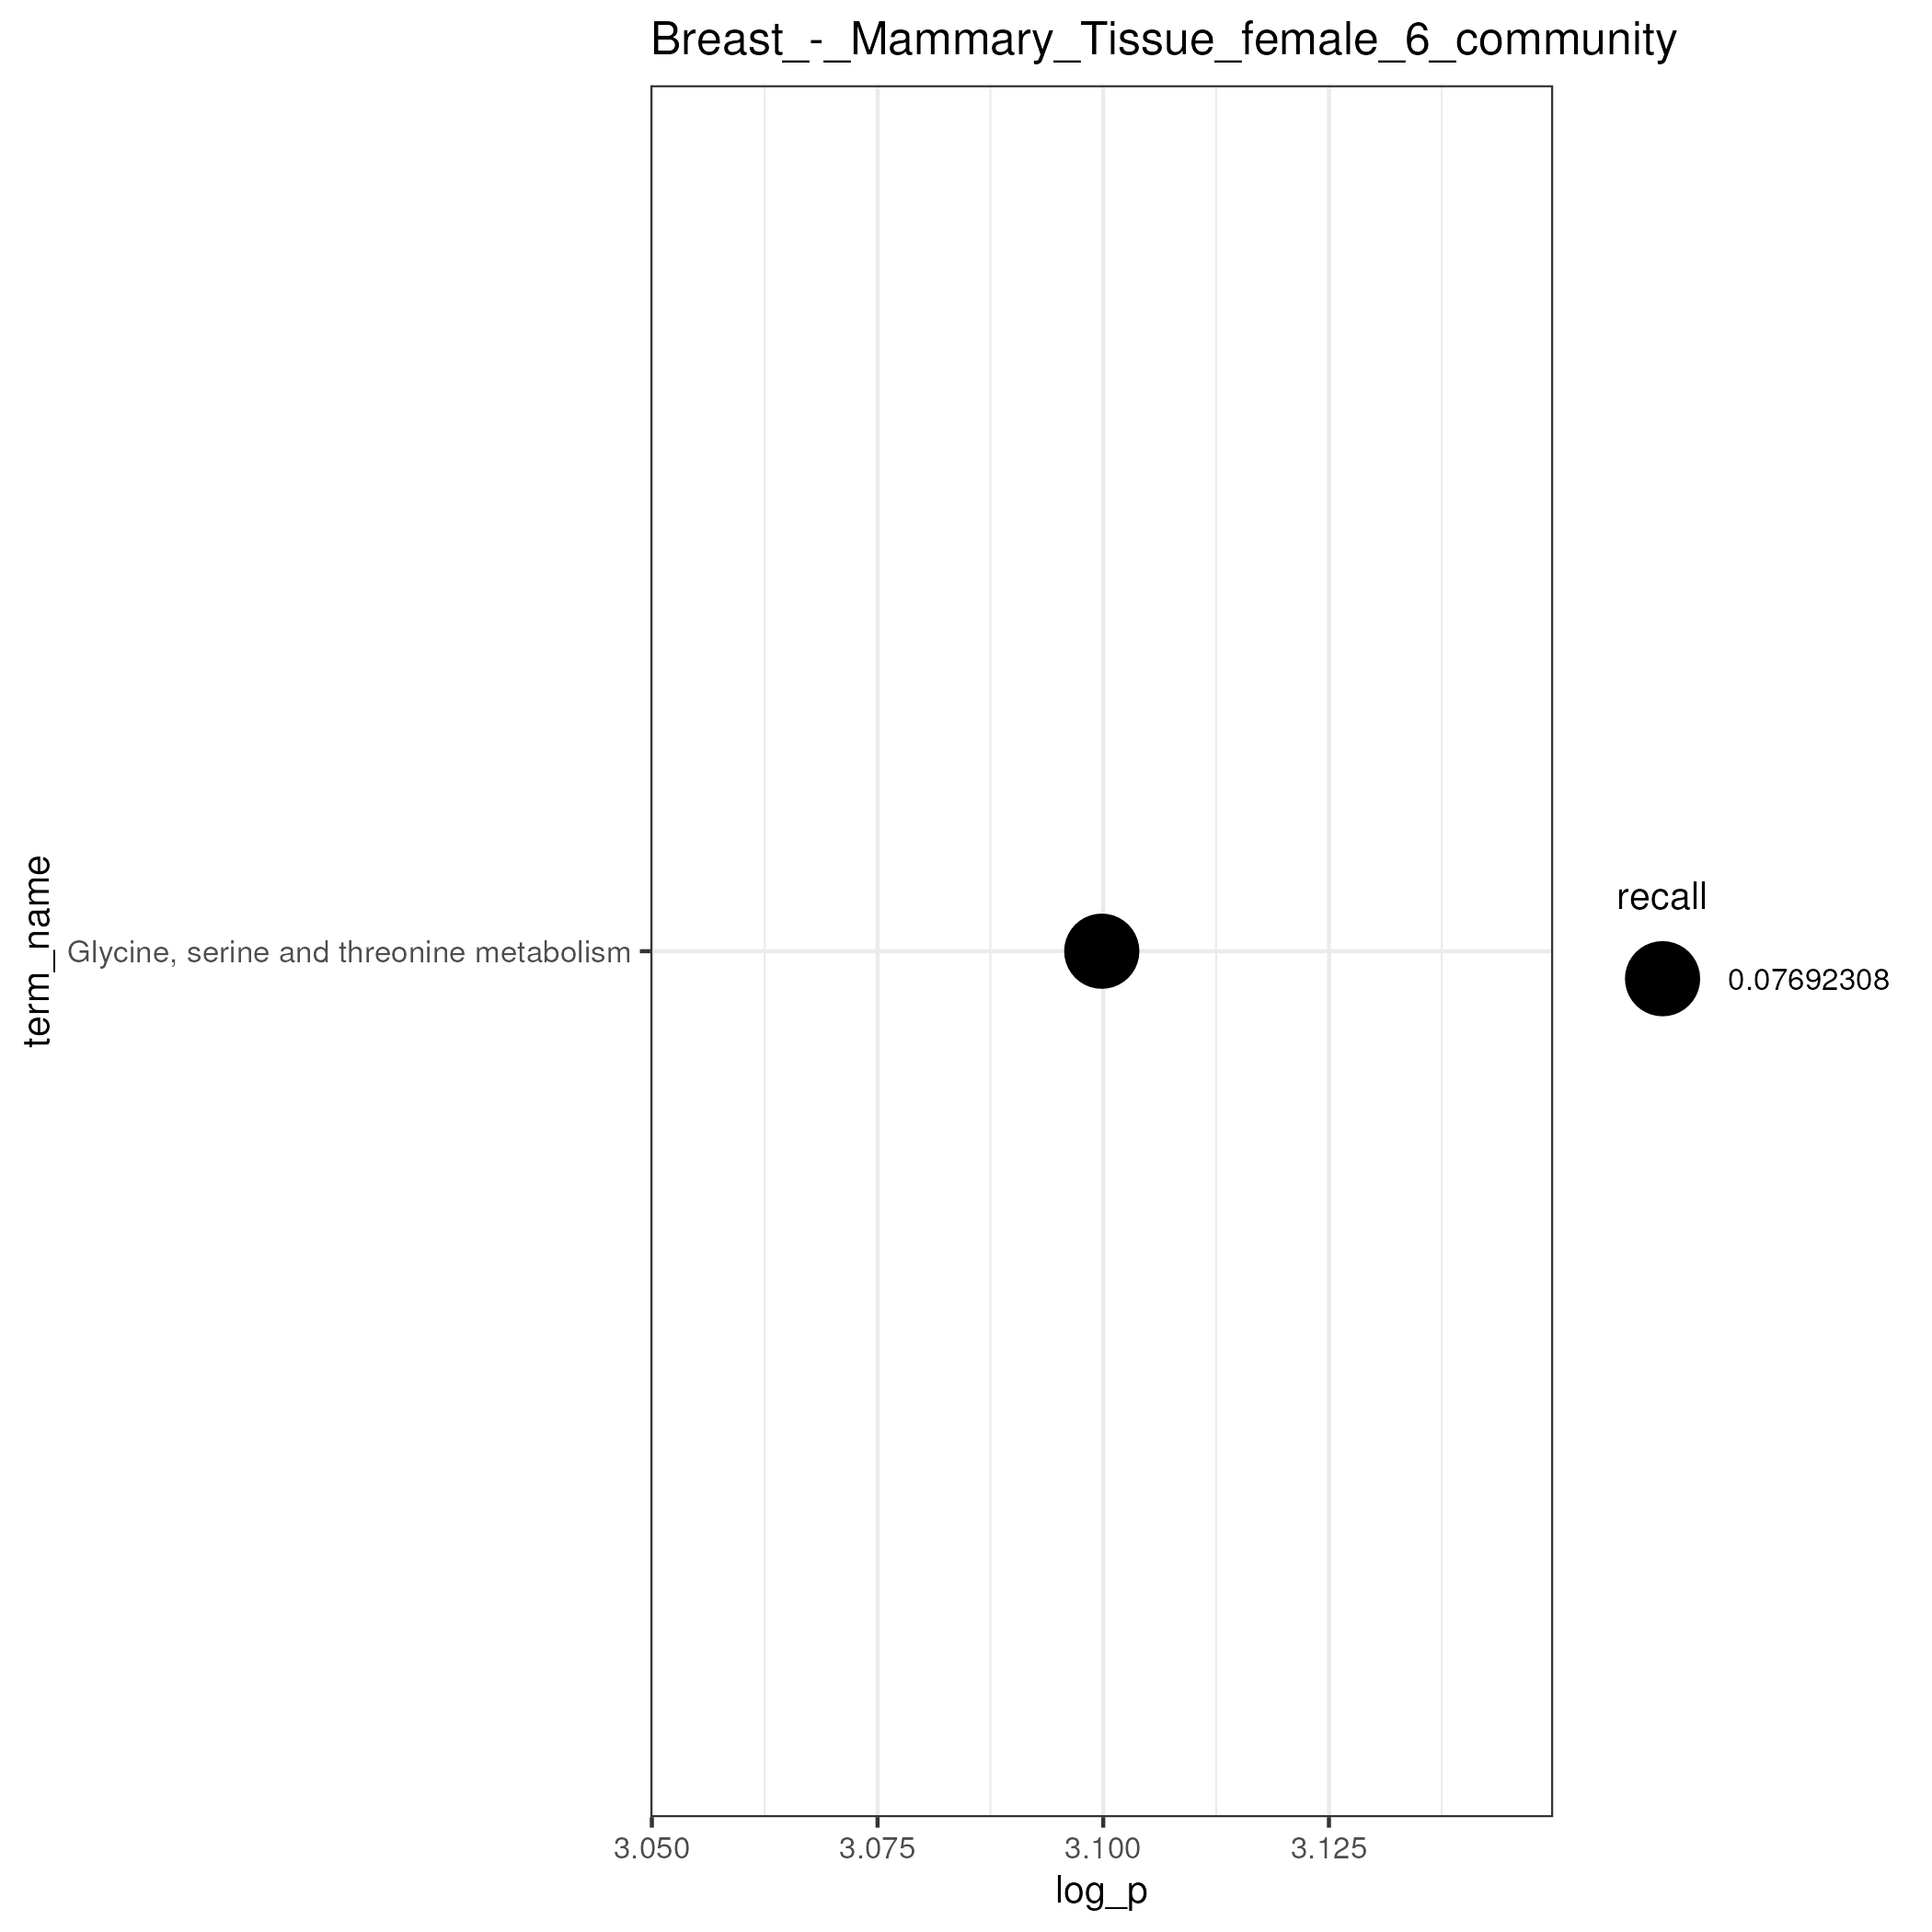 Breast_-_Mammary_Tissue_female_6_community
term_name
Glycine, serine and threonine metabolism
recall
0.07692308
3.050 3.075 3.100 3.125
log_p